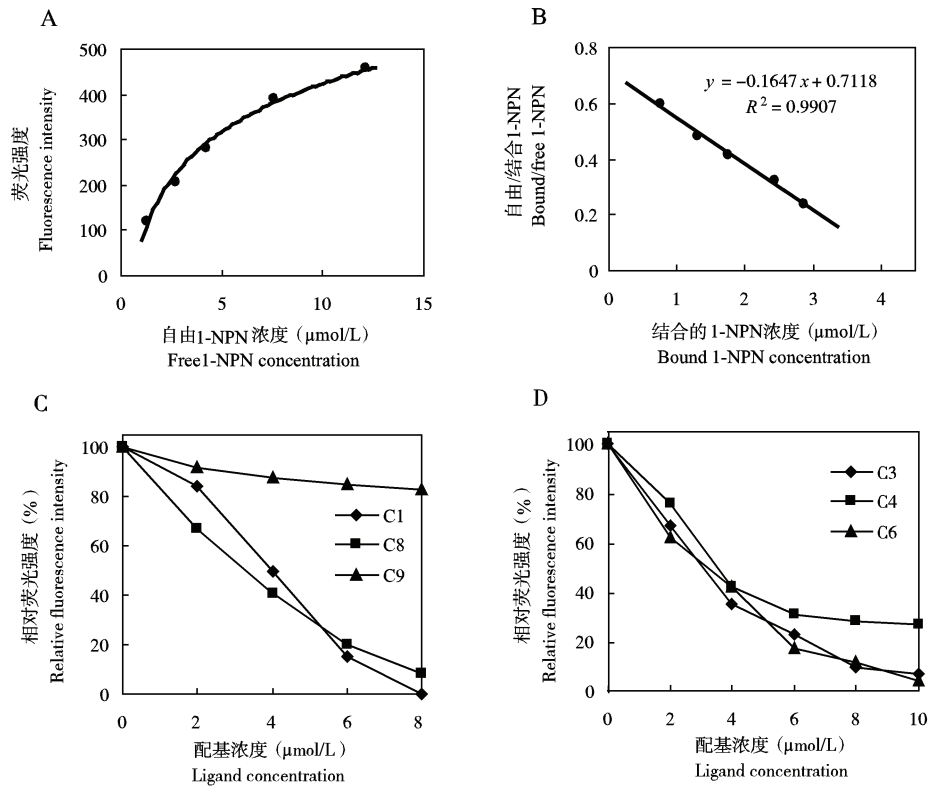 A
500
400
300
200
100
0
0 5 10 15
荧光强度
Fluorescence intensity
自由1-NPN 浓度 (μmol/L)
Free1-NPN concentration
B
0.8
0.6
0.4
0.2
0
0 1 2 3 4
y = −0.1647 x + 0.7118
R² = 0.9907
自由/结合1-NPN
Bound/free 1-NPN
结合的 1-NPN浓度 (μmol/L)
Bound 1-NPN concentration
C
100
80
60
40
20
0
0 2 4 6 8
C1
C8
C9
相对荧光强度 (%)
Relative fluorescence intensity
配基浓度 (μmol/L)
Ligand concentration
D
100
80
60
40
20
0
0 2 4 6 8 10
C3
C4
C6
相对荧光强度 (%)
Relative fluorescence intensity
配基浓度 (μmol/L)
Ligand concentration